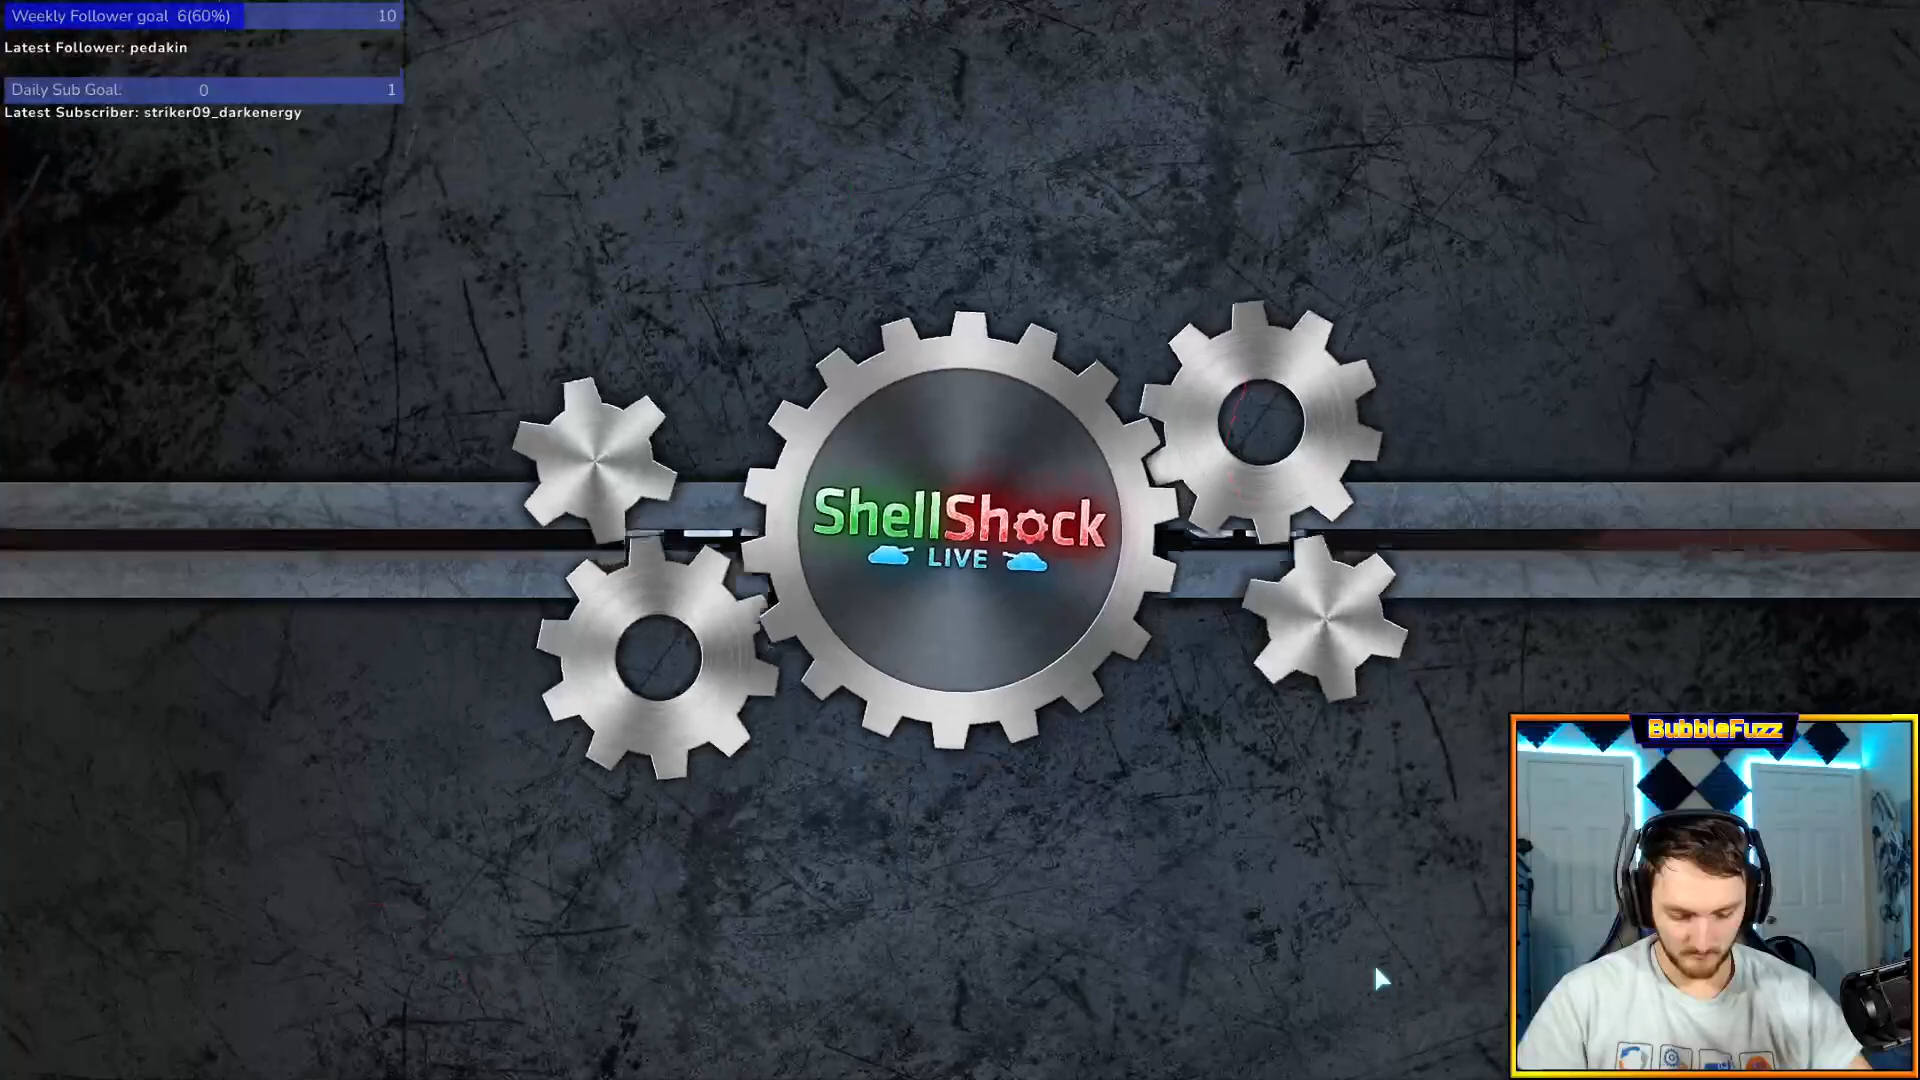 Weekly Follower goal 6(60%) 10
Latest Follower: pedakin
Daily Sub Goal: 0 1
Latest Subscriber: striker09_darkenergy
ShellShock
LIVE
BubbleFuzz